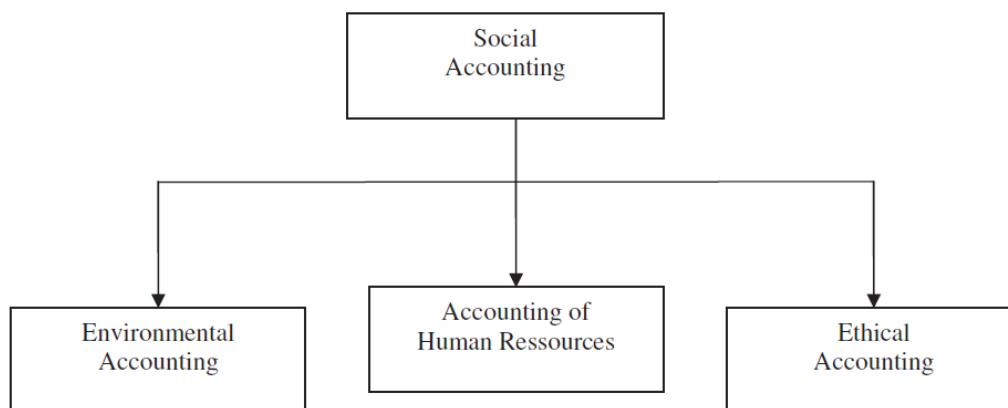 Social
Accounting
Accounting of
Human Ressources
Environmental
Accounting
Ethical
Accounting